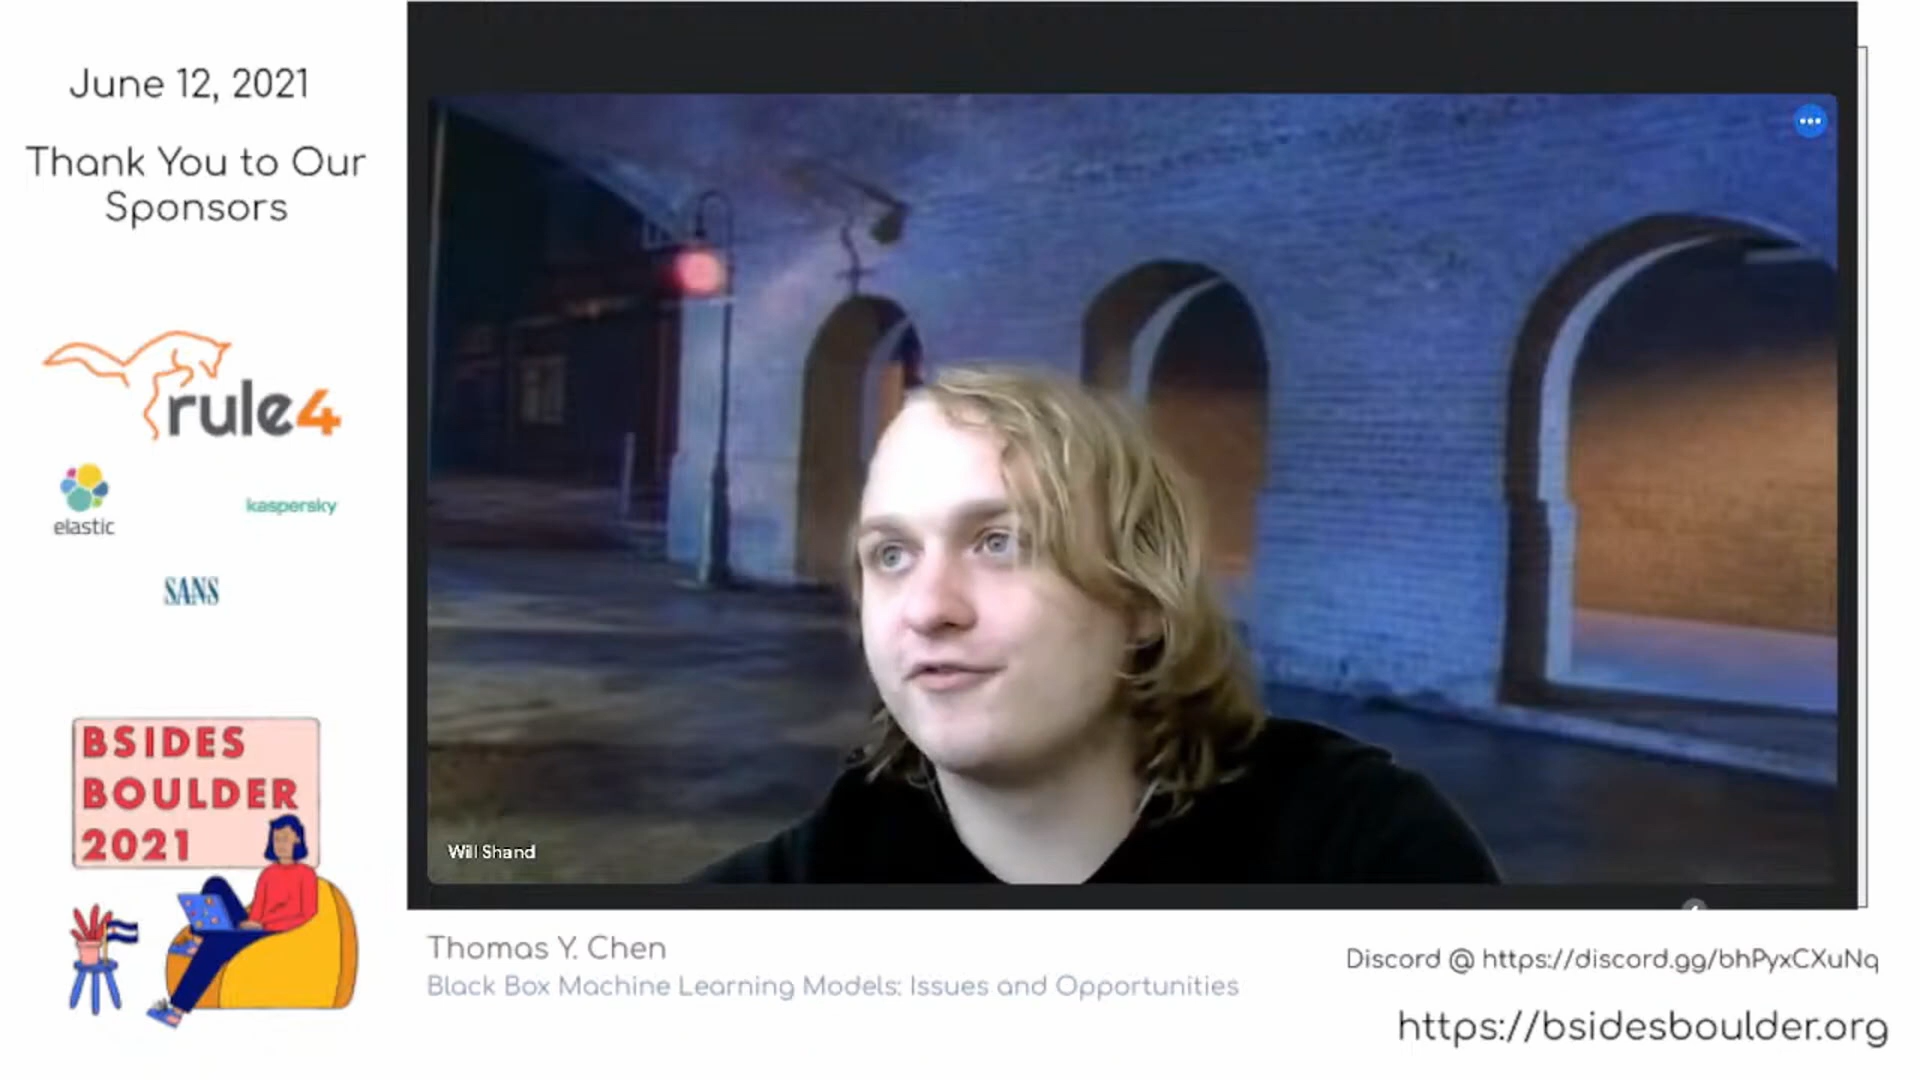 June 12, 2021
Thank You to Our
Sponsors
rule4
elastic
kaspersky
SANS
BSIDES
BOULDER
2021
Will Shand
Thomas Y. Chen
Black Box Machine Learning Models: Issues and Opportunities
Discord @ https://discord.gg/bhPyxCXuNq
https://bsidesboulder.org